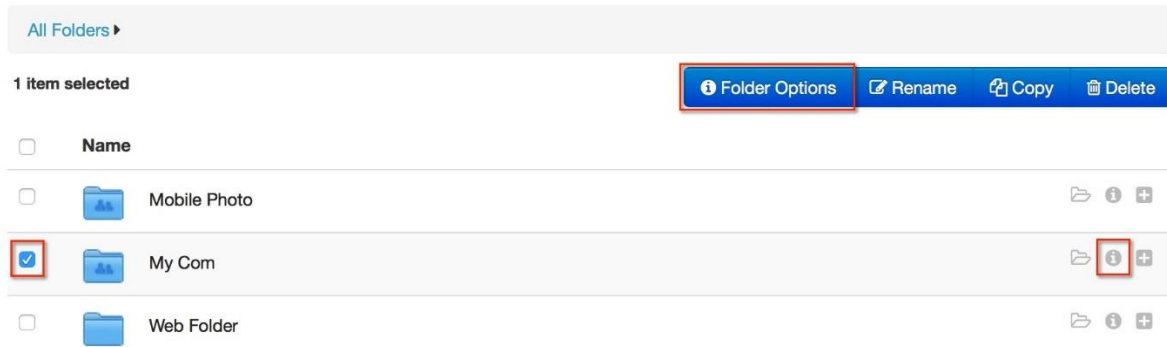 All Folders
1 item selected
Folder Options Rename Copy Delete
Name
Mobile Photo
My Com
Web Folder